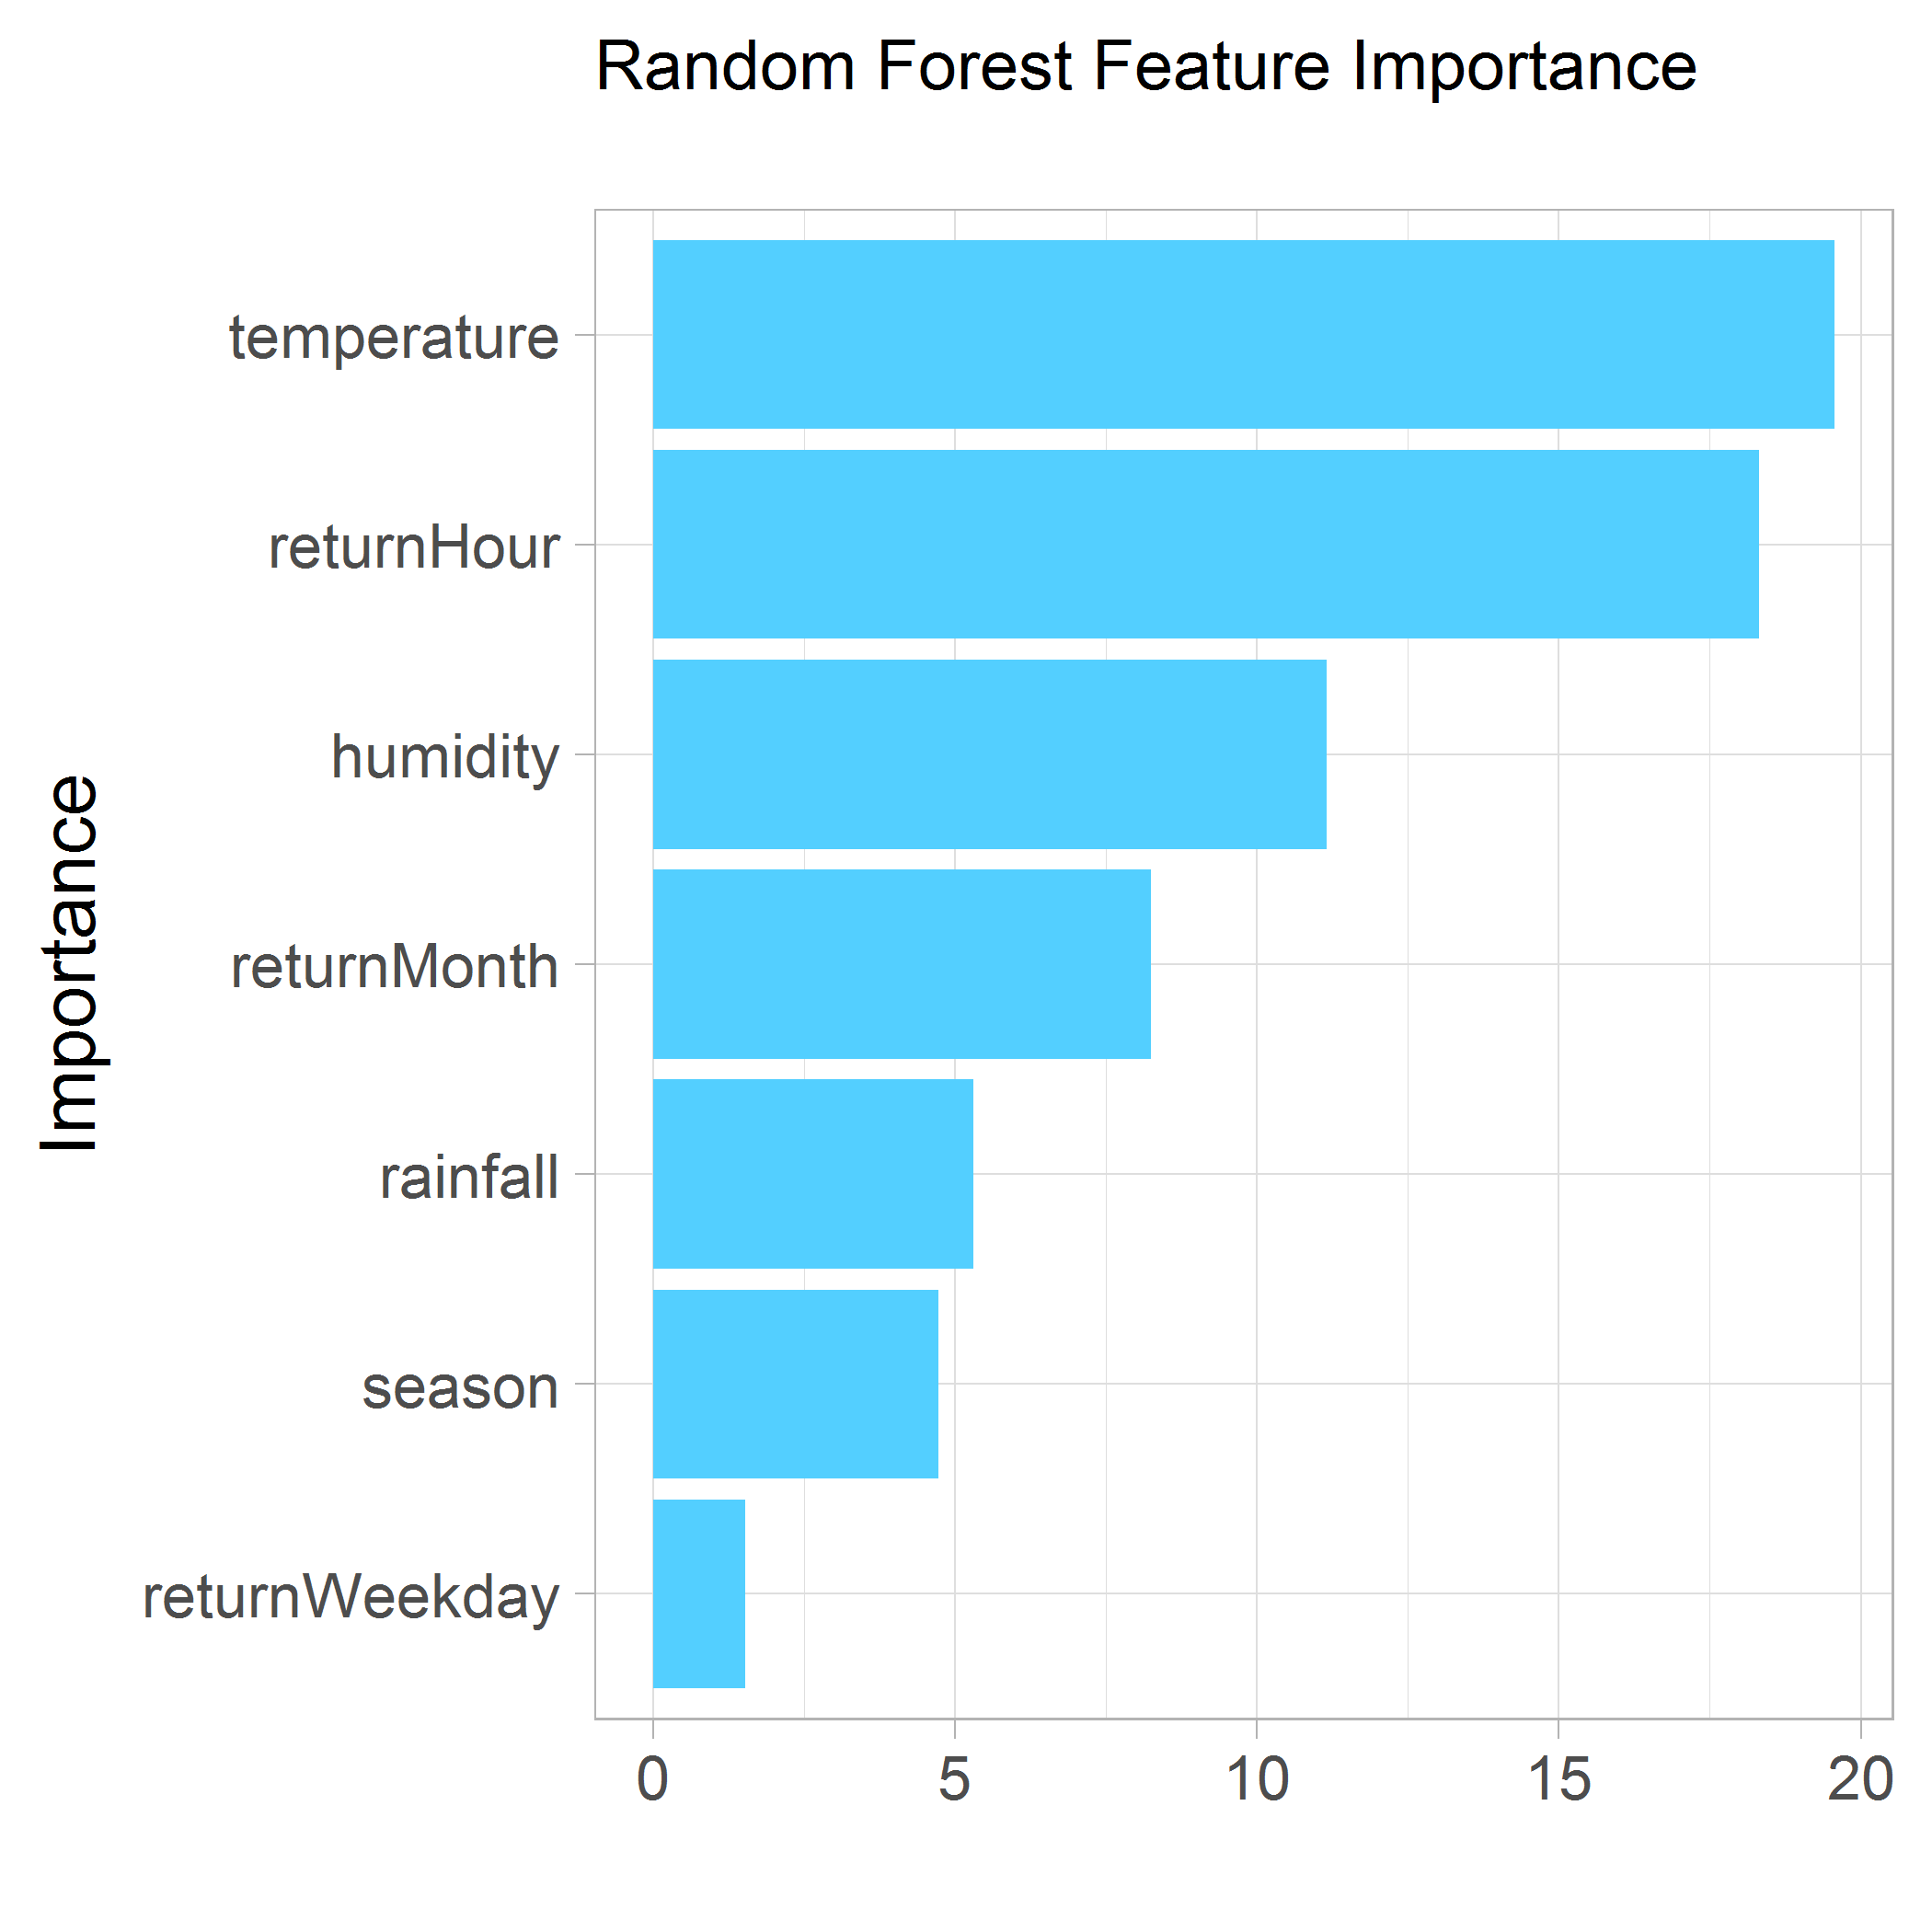 Random Forest Feature Importance
Importance
temperature
returnHour
humidity
returnMonth
rainfall
season
returnWeekday
0 5 10 15 20